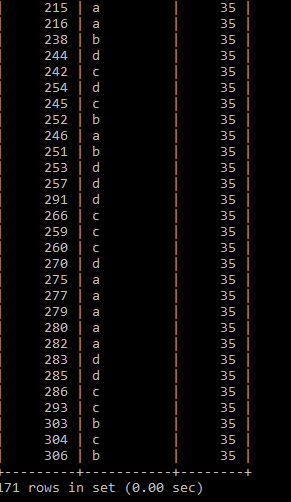 | 215 | a | 35 |
| 216 | a | 35 |
| 238 | b | 35 |
| 244 | d | 35 |
| 242 | c | 35 |
| 254 | d | 35 |
| 245 | c | 35 |
| 252 | b | 35 |
| 246 | a | 35 |
| 251 | b | 35 |
| 253 | d | 35 |
| 257 | d | 35 |
| 291 | d | 35 |
| 266 | c | 35 |
| 259 | c | 35 |
| 260 | c | 35 |
| 270 | d | 35 |
| 275 | a | 35 |
| 277 | a | 35 |
| 279 | a | 35 |
| 280 | a | 35 |
| 282 | a | 35 |
| 283 | d | 35 |
| 285 | d | 35 |
| 286 | c | 35 |
| 293 | c | 35 |
| 303 | b | 35 |
| 304 | c | 35 |
| 306 | b | 35 |
+---------+-----------+--------+
171 rows in set (0.00 sec)